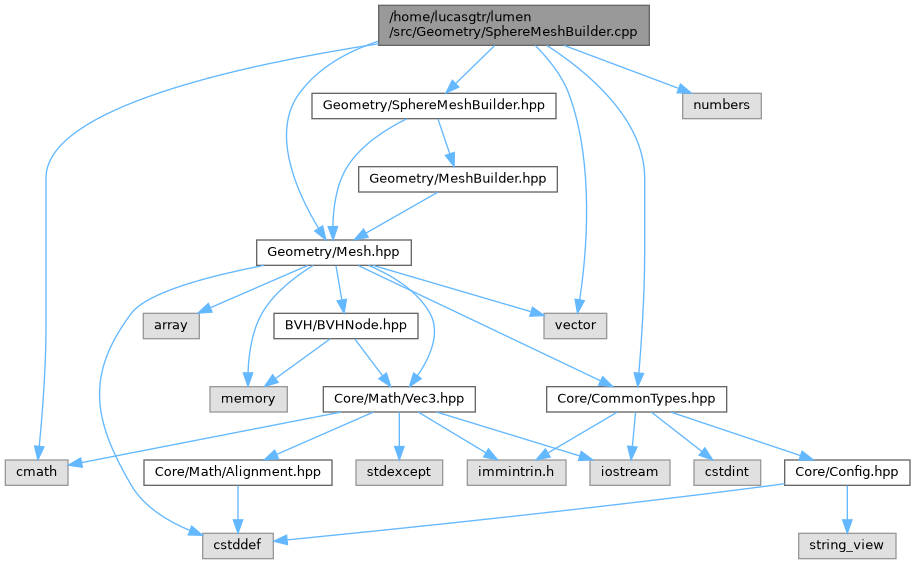 /home/lucasgtr/lumen
/src/Geometry/SphereMeshBuilder.cpp
Geometry/SphereMeshBuilder.hpp
numbers
Geometry/MeshBuilder.hpp
Geometry/Mesh.hpp
array
BVH/BVHNode.hpp
vector
memory
Core/Math/Vec3.hpp
Core/CommonTypes.hpp
cmath
Core/Math/Alignment.hpp
stdexcept
immintrin.h
iostream
cstdint
Core/Config.hpp
cstddef
string_view